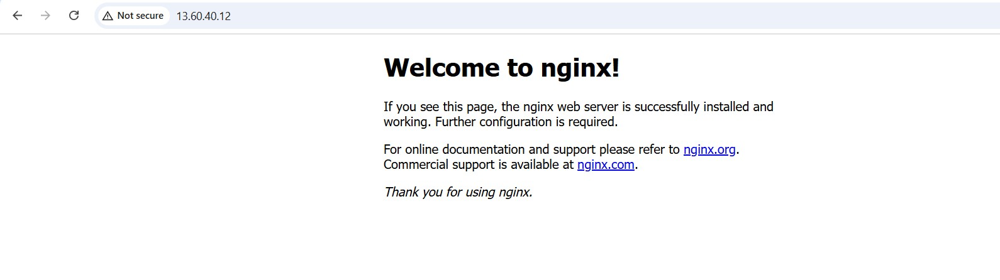 Not secure 13.60.40.12
Welcome to nginx!
If you see this page, the nginx web server is successfully installed and
working. Further configuration is required.
For online documentation and support please refer to nginx.org.
Commercial support is available at nginx.com.
Thank you for using nginx.